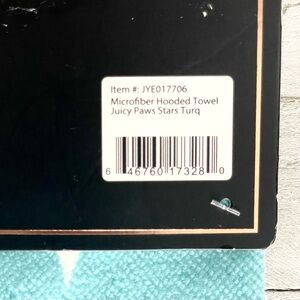 Item #: JYE017706
Microfiber Hooded Towel
Juicy Paws Stars Turq
6 46760 17328 0